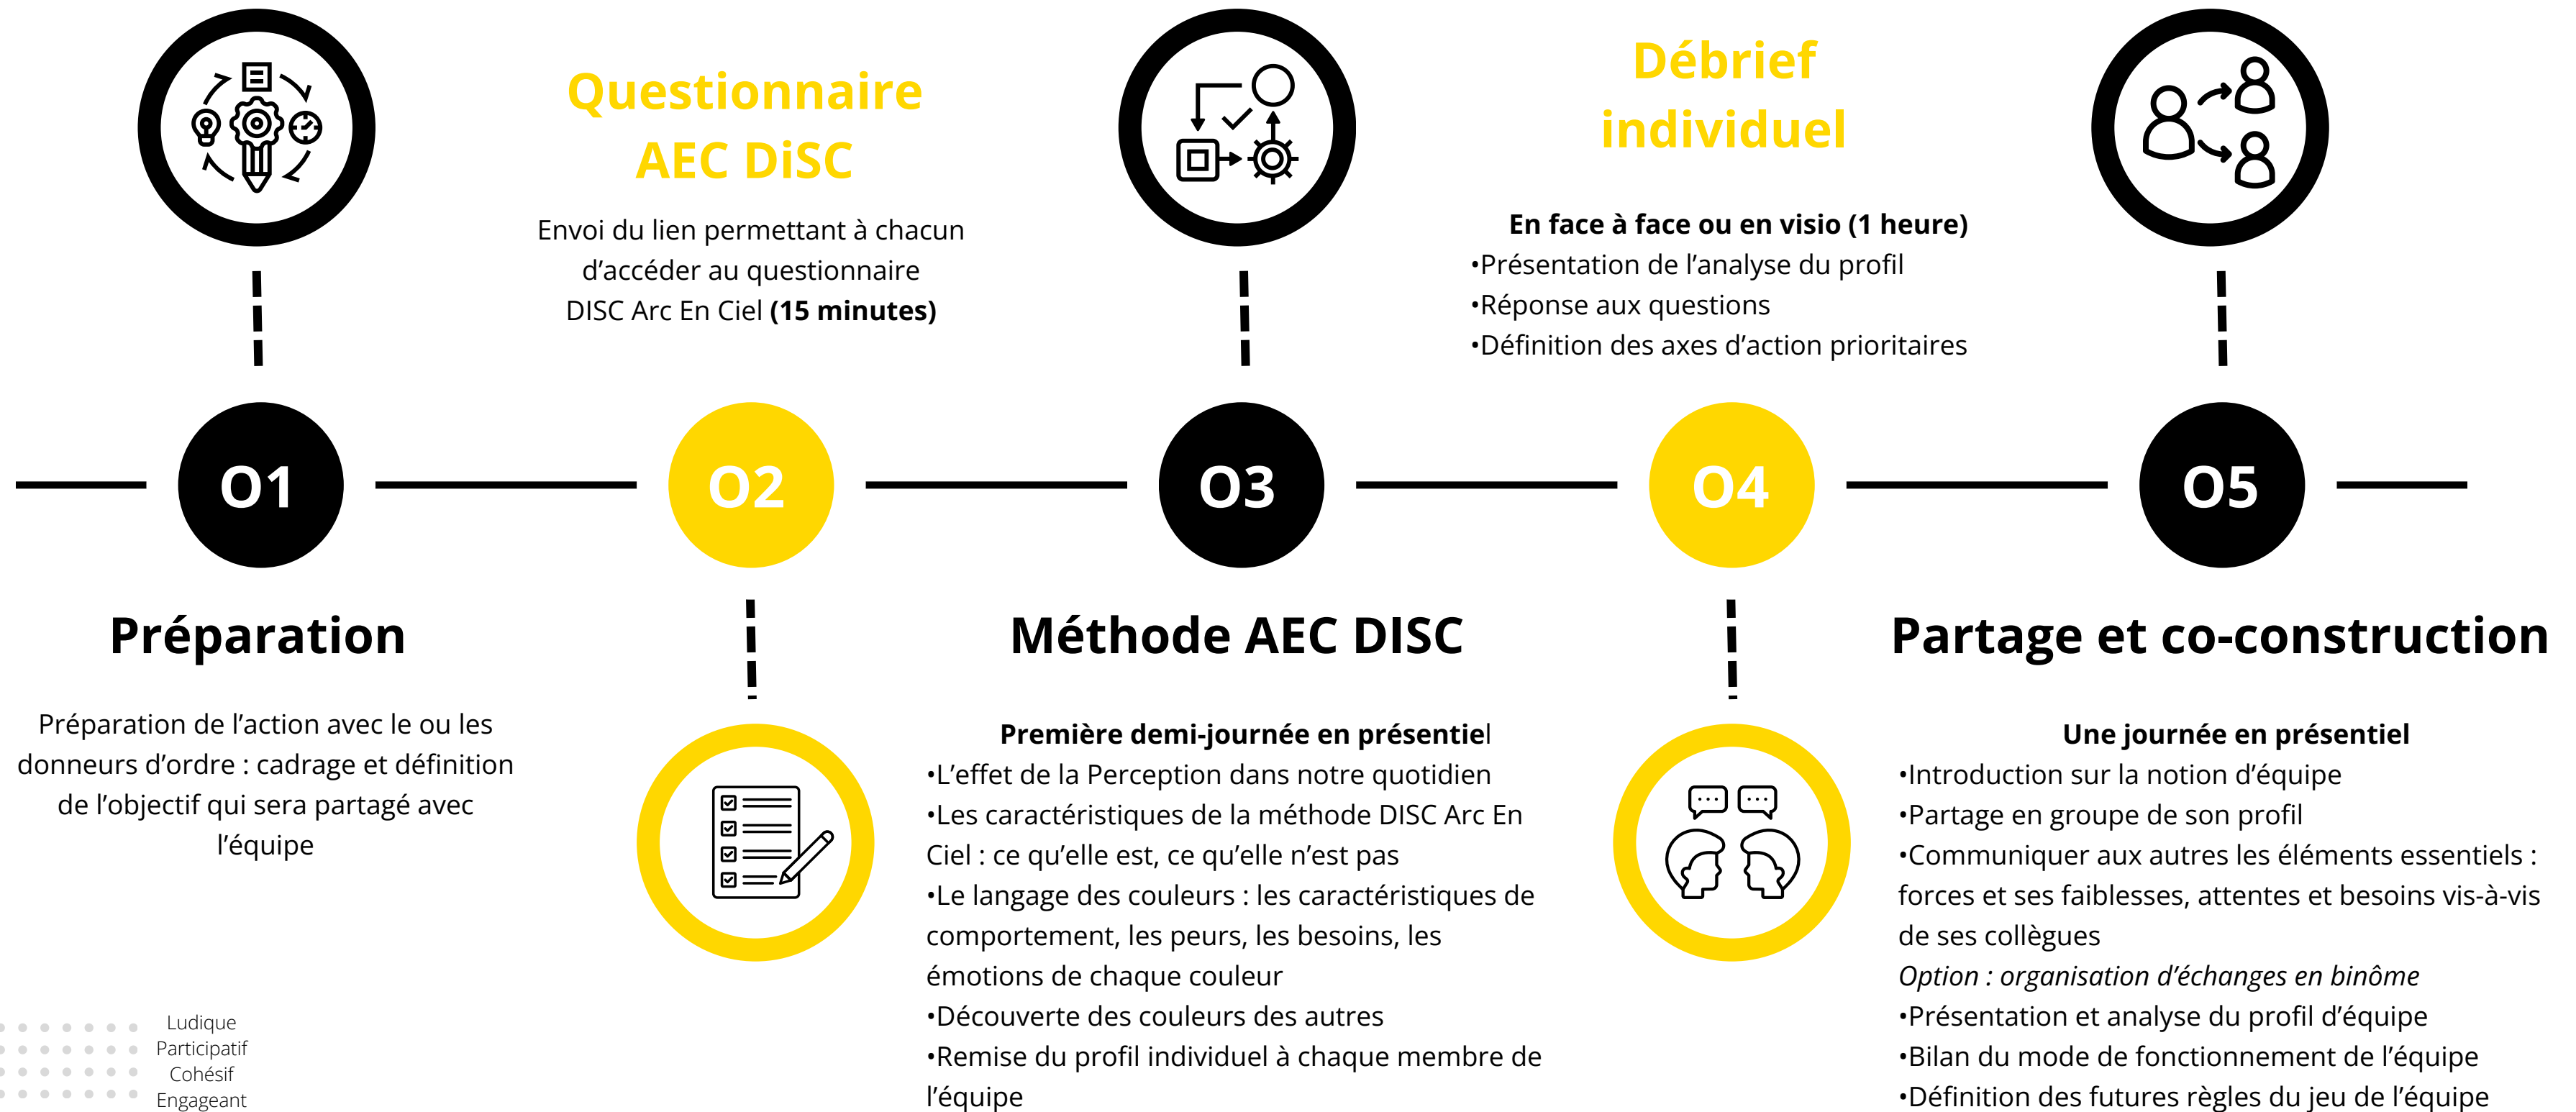 Questionnaire
AEC DiSC
Envoi du lien permettant à chacun
d’accéder au questionnaire
DISC Arc En Ciel (15 minutes)
Débrief
individuel
En face à face ou en visio (1 heure)
•Présentation de l’analyse du profil
•Réponse aux questions
•Définition des axes d’action prioritaires
O1
O2
O3
O4
O5
Préparation
Préparation de l’action avec le ou les
donneurs d’ordre : cadrage et définition
de l’objectif qui sera partagé avec
l’équipe
Méthode AEC DISC
Première demi-journée en présentiel
•L’effet de la Perception dans notre quotidien
•Les caractéristiques de la méthode DISC Arc En
Ciel : ce qu’elle est, ce qu’elle n’est pas
•Le langage des couleurs : les caractéristiques de
comportement, les peurs, les besoins, les
émotions de chaque couleur
•Découverte des couleurs des autres
•Remise du profil individuel à chaque membre de
l’équipe
Partage et co-construction
Une journée en présentiel
•Introduction sur la notion d’équipe
•Partage en groupe de son profil
•Communiquer aux autres les éléments essentiels :
forces et ses faiblesses, attentes et besoins vis-à-vis
de ses collègues
Option : organisation d’échanges en binôme
•Présentation et analyse du profil d’équipe
•Bilan du mode de fonctionnement de l’équipe
•Définition des futures règles du jeu de l’équipe
Ludique
Participatif
Cohésif
Engageant